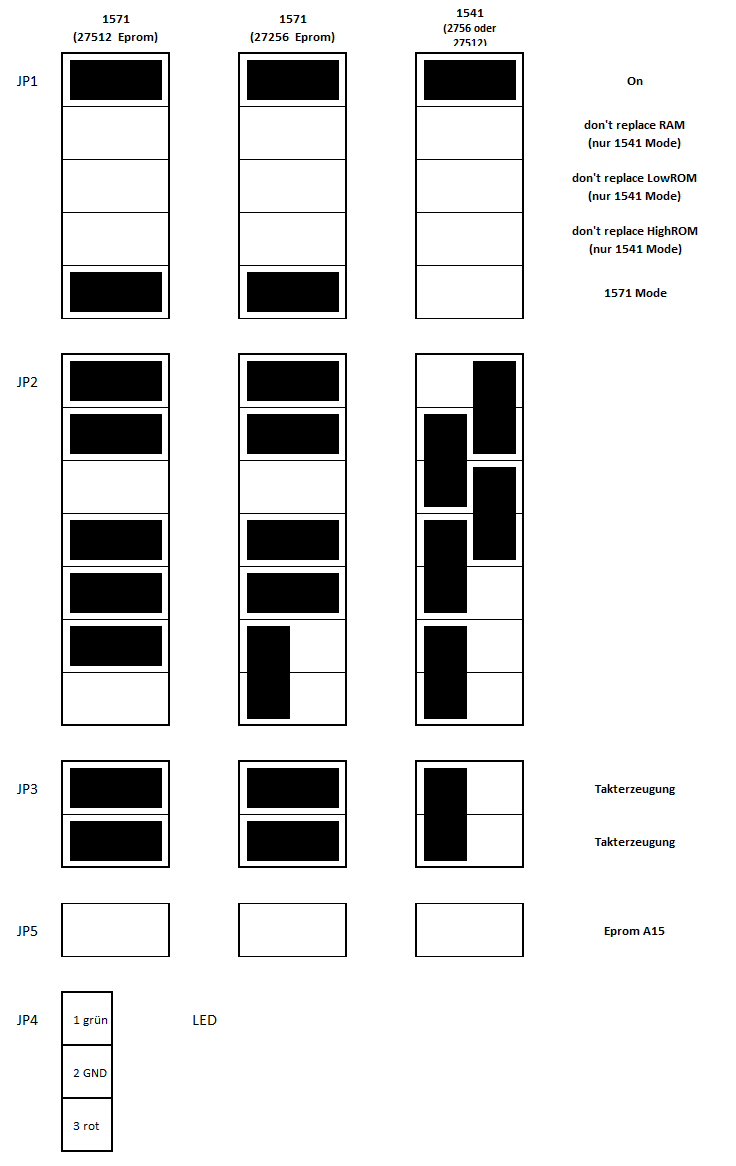 1571
(27512  Eprom)
1571
(27256  Eprom)
1541
(2756 oder
27512)
JP1
On
don't replace RAM
(nur 1541 Mode)
don't replace LowROM
(nur 1541 Mode)
don't replace HighROM
(nur 1541 Mode)
1571 Mode
JP2
JP3
Takterzeugung
Takterzeugung
JP5
Eprom A15
JP4
1 grün
LED
2 GND
3 rot